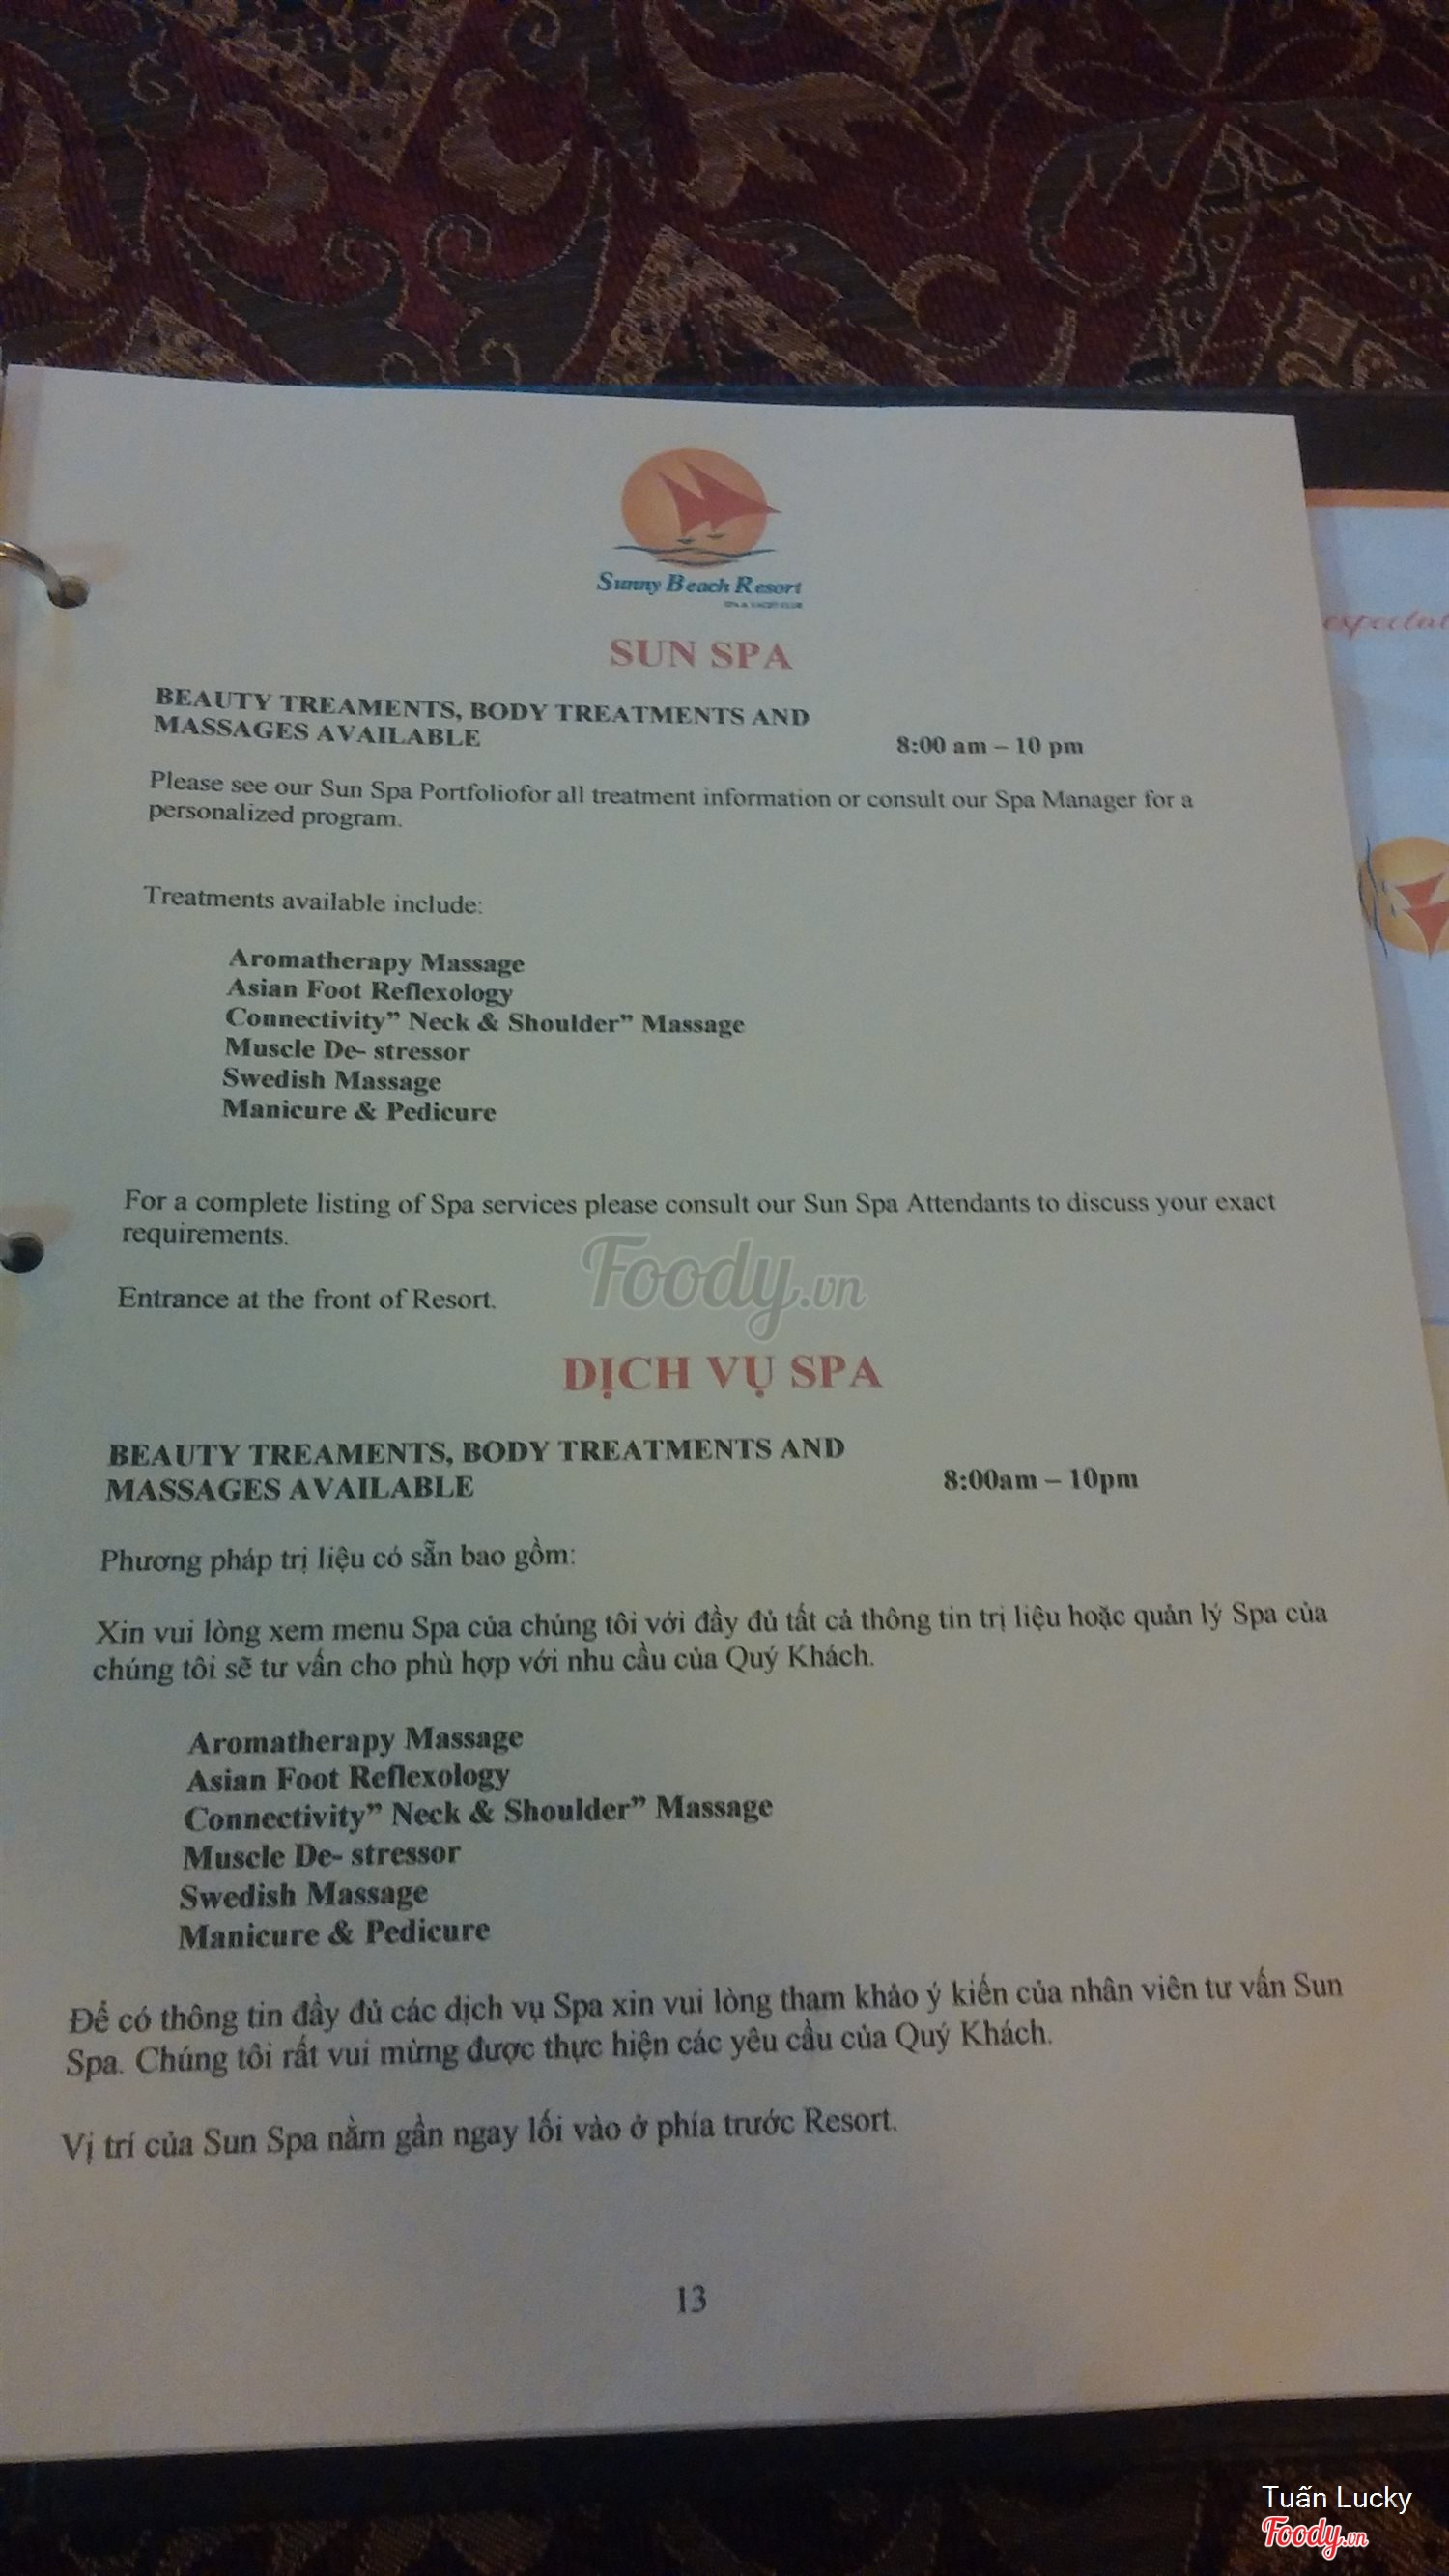 Sunny Beach Resort
SPA & YACHT CLUB
SUN SPA
BEAUTY TREAMENTS, BODY TREATMENTS AND
MASSAGES AVAILABLE
8:00 am – 10 pm
Please see our Sun Spa Portfoliofor all treatment information or consult our Spa Manager for a
personalized program.
Treatments available include:
Aromatherapy Massage
Asian Foot Reflexology
Connectivity” Neck & Shoulder” Massage
Muscle De- stressor
Swedish Massage
Manicure & Pedicure
For a complete listing of Spa services please consult our Sun Spa Attendants to discuss your exact
requirements.
Entrance at the front of Resort.
Foody.vn
DỊCH VỤ SPA
BEAUTY TREAMENTS, BODY TREATMENTS AND
MASSAGES AVAILABLE
8:00am – 10pm
Phương pháp trị liệu có sẵn bao gồm:
Xin vui lòng xem menu Spa của chúng tôi với đầy đủ tất cả thông tin trị liệu hoặc quản lý Spa của
chúng tôi sẽ tư vấn cho phù hợp với nhu cầu của Quý Khách.
Aromatherapy Massage
Asian Foot Reflexology
Connectivity” Neck & Shoulder” Massage
Muscle De- stressor
Swedish Massage
Manicure & Pedicure
Để có thông tin đầy đủ các dịch vụ Spa xin vui lòng tham khảo ý kiến của nhân viên tư vấn Sun
Spa. Chúng tôi rất vui mừng được thực hiện các yêu cầu của Quý Khách.
Vị trí của Sun Spa nằm gần ngay lối vào ở phía trước Resort.
13
Tuấn Lucky
Foody.vn